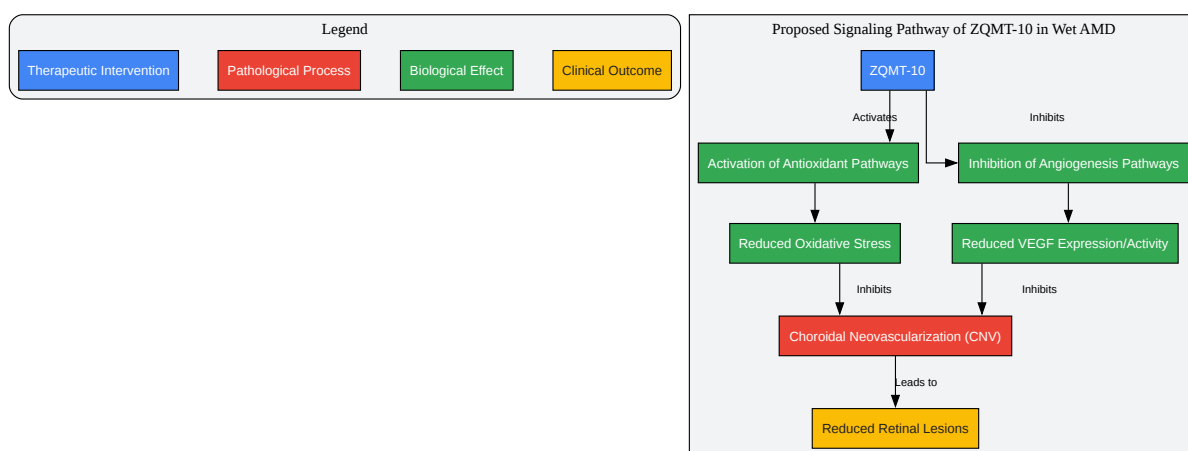 Legend
Therapeutic Intervention
Pathological Process
Biological Effect
Clinical Outcome
Proposed Signaling Pathway of ZQMT-10 in Wet AMD
ZQMT-10
Activates
Inhibits
Activation of Antioxidant Pathways
Inhibition of Angiogenesis Pathways
Reduced Oxidative Stress
Reduced VEGF Expression/Activity
Inhibits
Inhibits
Choroidal Neovascularization (CNV)
Leads to
Reduced Retinal Lesions